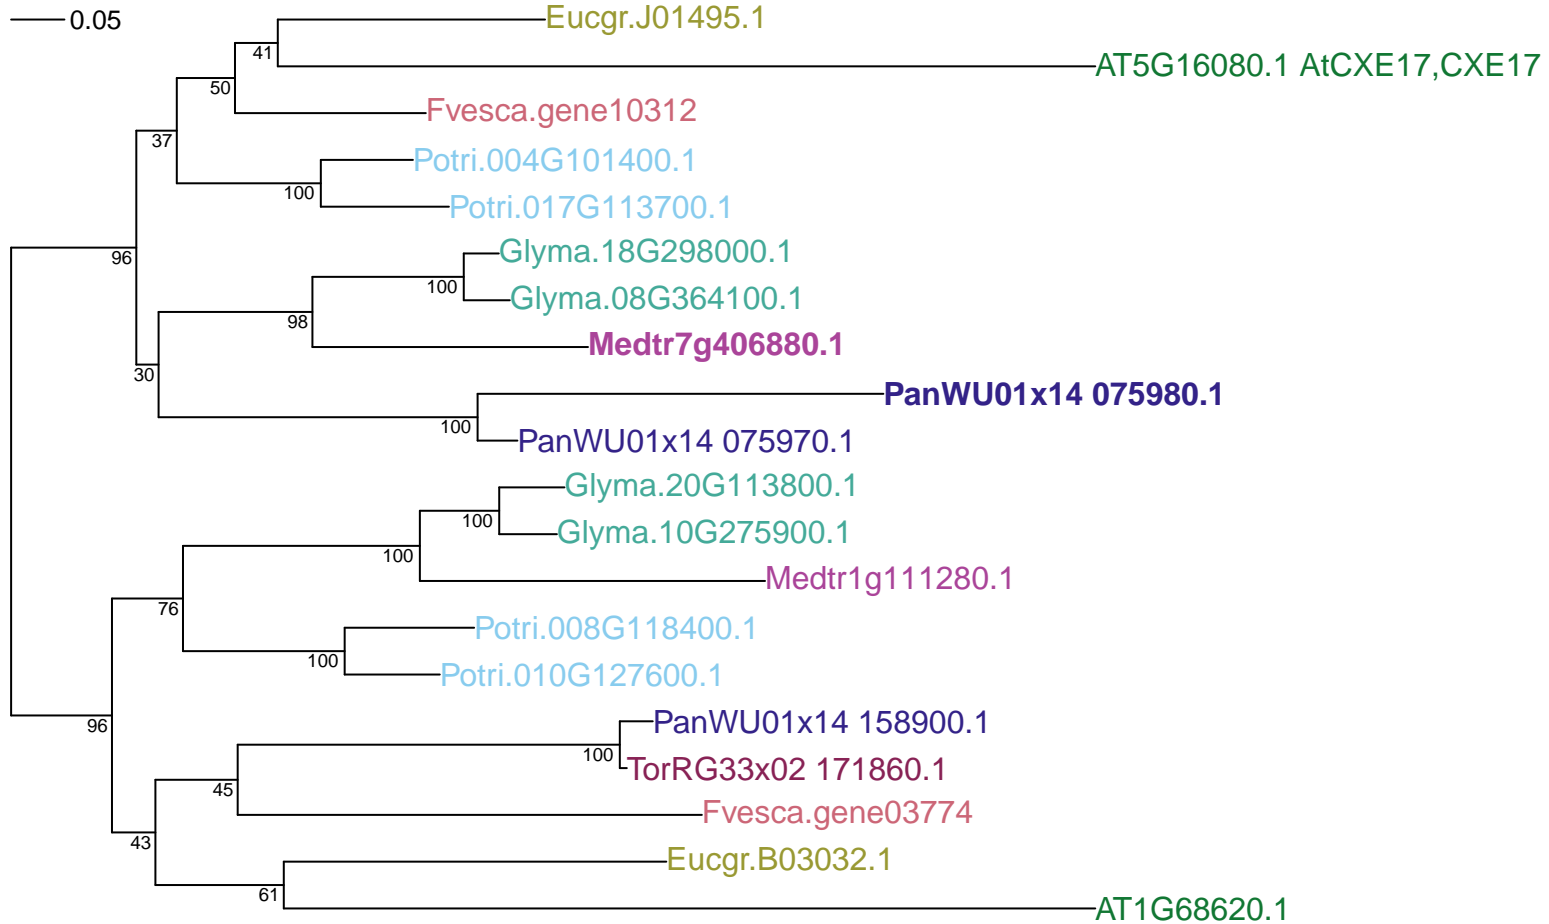 0.05
Eucgr.J01495.1
41
AT5G16080.1 AtCXE17,CXE17
50
Fvesca.gene10312
37
Potri.004G101400.1
100
Potri.017G113700.1
96
Glyma.18G298000.1
100
Glyma.08G364100.1
98
Medtr7g406880.1
30
PanWU01x14 075980.1
100
PanWU01x14 075970.1
Glyma.20G113800.1
100
Glyma.10G275900.1
100
Medtr1g111280.1
76
Potri.008G118400.1
100
Potri.010G127600.1
96
PanWU01x14 158900.1
100
TorRG33x02 171860.1
45
Fvesca.gene03774
43
Eucgr.B03032.1
61
AT1G68620.1